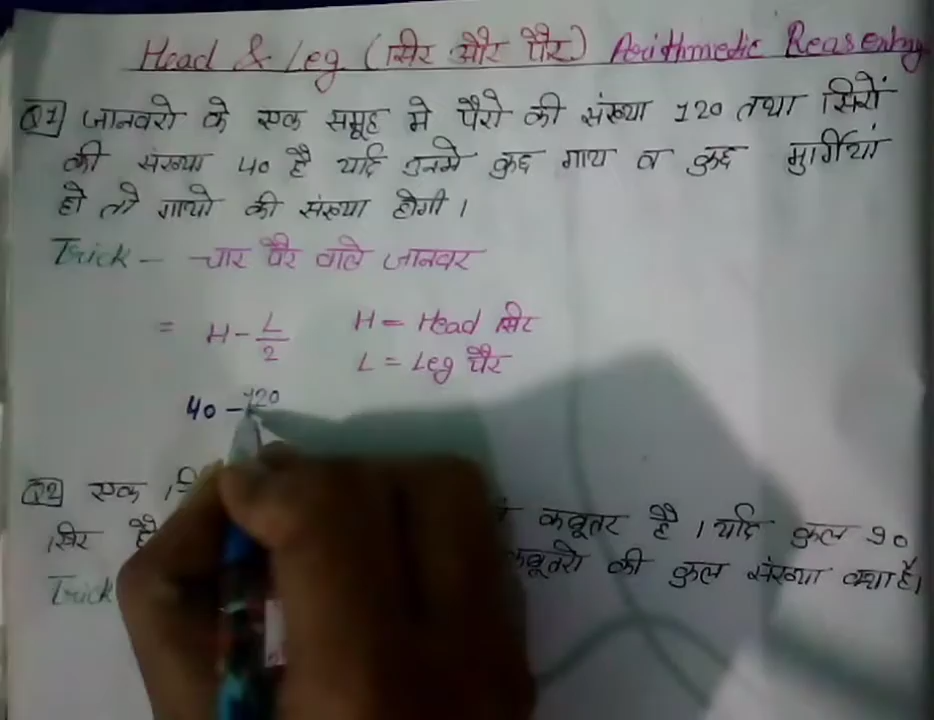 Head & Leg (सिर और पैर) Arithmedic Reasoning
Q1 जानवरो के एक समूह मे पैरो की संख्या 120 तथा सिरों
की संख्या 40 है यदि उनमे कुछ गाय व कुछ मुर्गियां
हो तो गायो की संख्या होगी ।
Trick – चार पैर वाले जानवर
= H - L/2 H = Head सिर
L = Leg पैर
40 - 120
Q2 एक
कबूतर है । यदि कुल 90
सिर है कबूतरो की कुल संख्या क्या है।
Trick